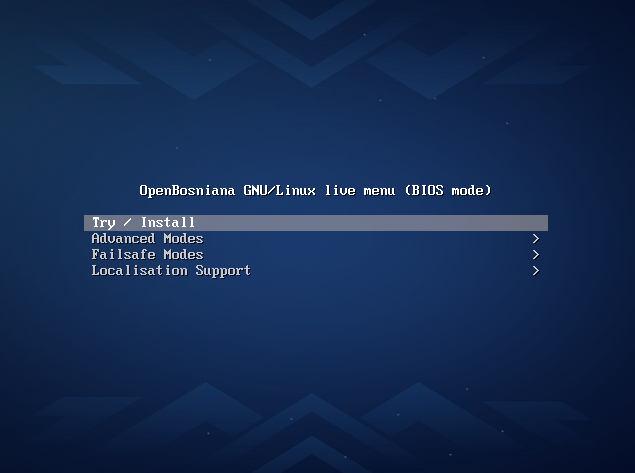 OpenBosniana GNU/Linux live menu (BIOS mode)
Try / Install
Advanced Modes >
Failsafe Modes >
Localisation Support >